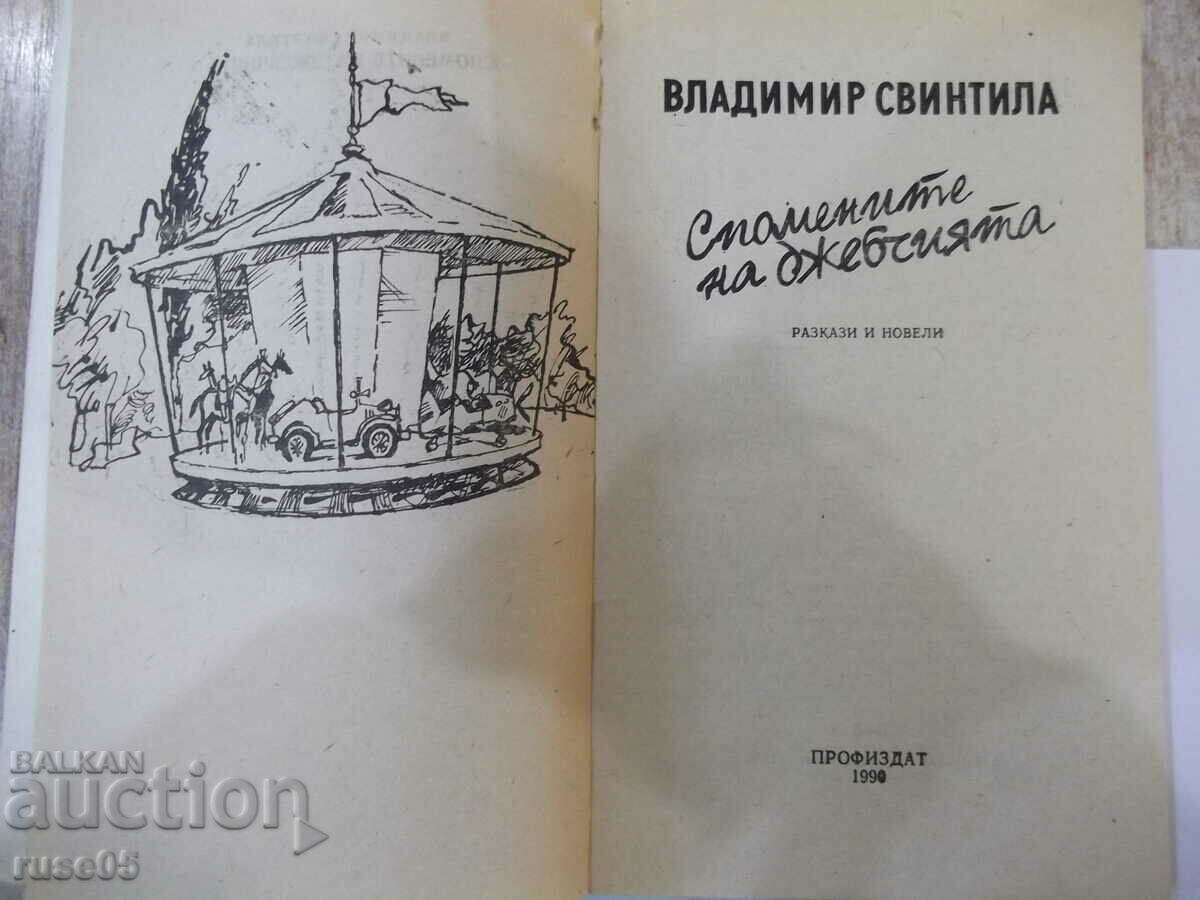 ВЛАДИМИР СВИНТИЛА
Спомените
на джебчията
РАЗКАЗИ И НОВЕЛИ
ПРОФИЗДАТ
1990
BALKAN
auction
ruse05